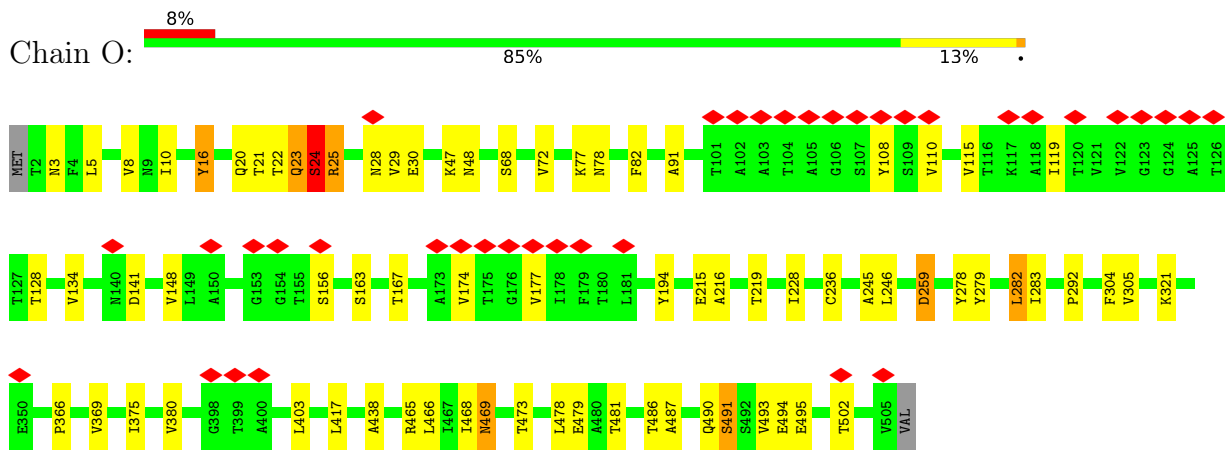 8%
Chain O:
85% 13% •
MET T2 N3 F4 L5 V8 N9 I10 Y16 Q20 T21 T22 Q23 S24 R25 N28 V29 E30 K47 N48 S68 V72 K77 N78 F82 A91 T101 A102 A103 T104 A105 G106 S107 Y108 S109 V110 V115 T116 K117 A118 I119 T120 V121 V122 G123 G124 A125 T126
T127 T128 V134 N140 D141 V148 L149 A150 G153 G154 T155 S156 S163 T167 A173 V174 T175 G176 V177 I178 F179 T180 L181 Y194 E215 A216 T219 I228 C236 A245 L246 D259 Y278 Y279 L282 I283 P292 F304 V305 K321
E350 P366 V369 I375 V380 G398 T399 A400 L403 L417 A438 R465 L466 I467 I468 N469 T473 L478 E479 A480 T481 T486 A487 Q490 S491 S492 V493 E494 E495 T502 V505 VAL